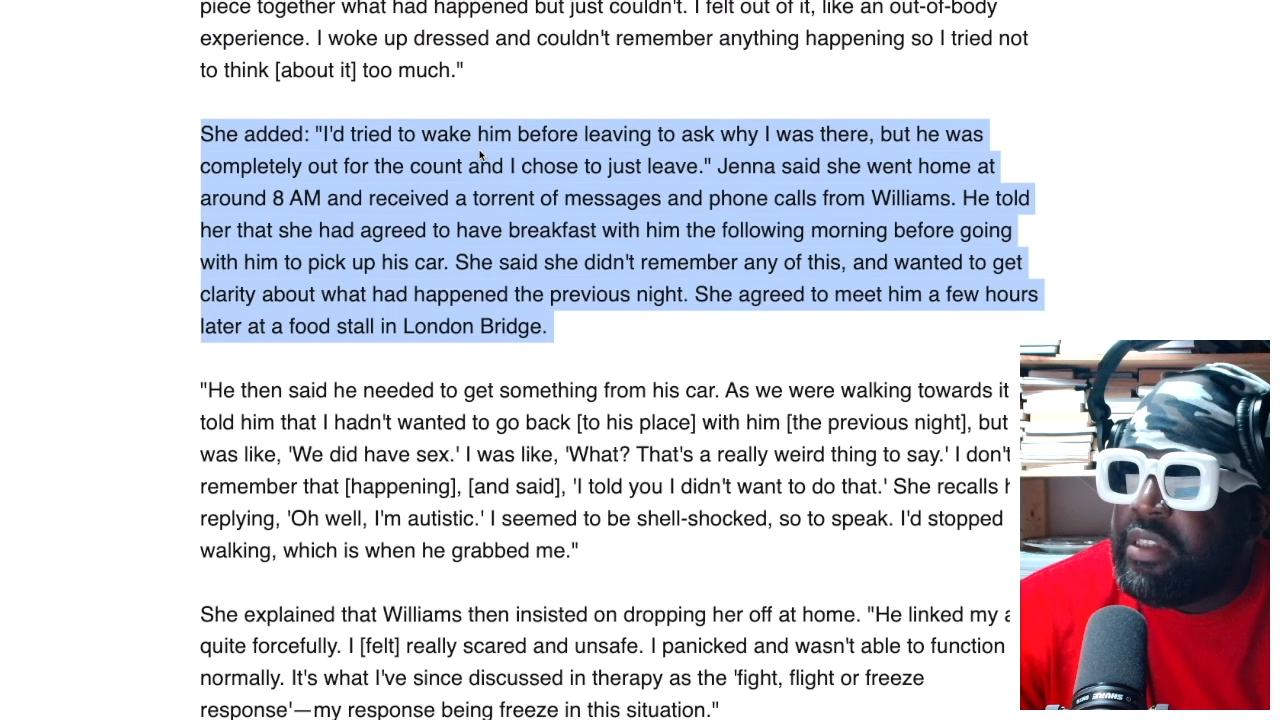 piece together what had happened but just couldn't. I felt out of it, like an out-of-body
experience. I woke up dressed and couldn't remember anything happening so I tried not
to think [about it] too much."
She added: "I'd tried to wake him before leaving to ask why I was there, but he was
completely out for the count and I chose to just leave." Jenna said she went home at
around 8 AM and received a torrent of messages and phone calls from Williams. He told
her that she had agreed to have breakfast with him the following morning before going
with him to pick up his car. She said she didn't remember any of this, and wanted to get
clarity about what had happened the previous night. She agreed to meet him a few hours
later at a food stall in London Bridge.
"He then said he needed to get something from his car. As we were walking towards it
told him that I hadn't wanted to go back [to his place] with him [the previous night], but
was like, 'We did have sex.' I was like, 'What? That's a really weird thing to say.' I don't
remember that [happening], [and said], 'I told you I didn't want to do that.' She recalls
replying, 'Oh well, I'm autistic.' I seemed to be shell-shocked, so to speak. I'd stopped
walking, which is when he grabbed me."
She explained that Williams then insisted on dropping her off at home. "He linked my
quite forcefully. I [felt] really scared and unsafe. I panicked and wasn't able to function
normally. It's what I've since discussed in therapy as the 'fight, flight or freeze
response'—my response being freeze in this situation."
SHURE